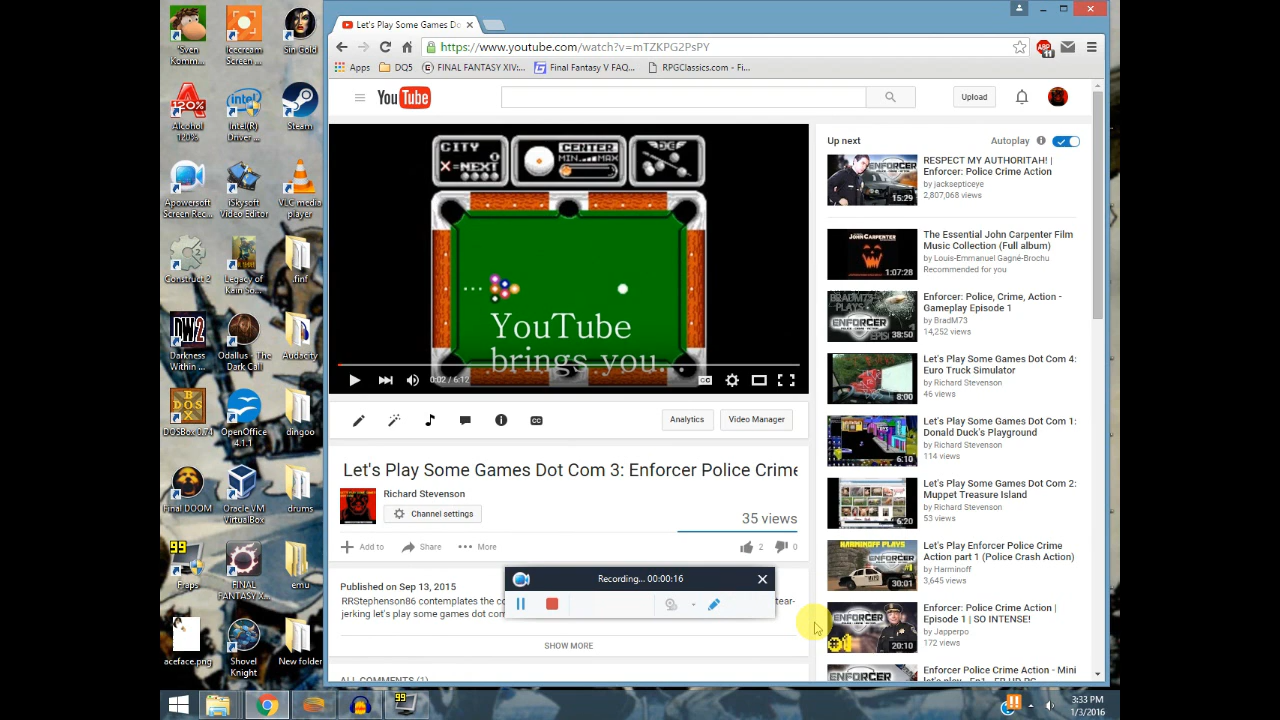 'Sven Komm...
Icecream Screen ...
Sin Gold
Alcohol 120%
Intel(R) Driver ...
Steam
Apowersoft Screen Rec...
iSkysoft Video Editor
VLC media player
Construct 2
Legacy of Kain So...
.finf
Darkness Within ...
Odallus - The Dark Call
Audacity
DOSBox 0.74
OpenOffice 4.1.1
dingoo
Final DOOM
Oracle VM VirtualBox
drums
Fraps
FINAL FANTASY X...
emu
aceface.png
Shovel Knight
New folder
Let's Play Some Games Do
https://www.youtube.com/watch?v=mTZKPG2PsPY
ABP 11
Apps DQ5 FINAL FANTASY XIV:... Final Fantasy V FAQ... RPGClassics.com - Fi...
YouTube
Upload
CITY
X=NEXT
CENTER
MIN...MAX
YouTube
brings you...
0:02 / 6:12
CC
Analytics Video Manager
Let's Play Some Games Dot Com 3: Enforcer Police Crime
Richard Stevenson
Channel settings
35 views
Add to Share More 2 0
Recording... 00:00:16
Published on Sep 13, 2015
RRStephenson86 contemplates the co
tear-
jerking let's play some games dot com
SHOW MORE
ALL COMMENTS (1)
Up next Autoplay
RESPECT MY AUTHORITAH! |
Enforcer: Police Crime Action
by jacksepticeye
2,807,068 views
15:29
The Essential John Carpenter Film
Music Collection (Full album)
by Louis-Emmanuel Gagné-Brochu
Recommended for you
1:07:28
Enforcer: Police, Crime, Action -
Gameplay Episode 1
by BradM73
14,252 views
38:50
Let's Play Some Games Dot Com 4:
Euro Truck Simulator
by Richard Stevenson
46 views
8:00
Let's Play Some Games Dot Com 1:
Donald Duck's Playground
by Richard Stevenson
114 views
6:10
Let's Play Some Games Dot Com 2:
Muppet Treasure Island
by Richard Stevenson
53 views
6:20
Let's Play Enforcer Police Crime
Action part 1 (Police Crash Action)
by Harminoff
3,645 views
30:01
Enforcer: Police Crime Action |
Episode 1 | SO INTENSE!
by Japperpo
172 views
20:10
Enforcer Police Crime Action - Mini
3:33 PM
1/3/2016